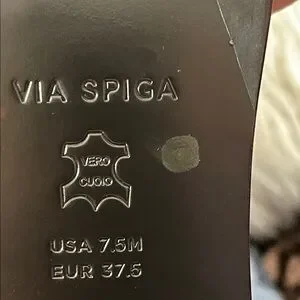 VIA SPIGA
VERO
CUOIO
USA 7.5M
EUR 37.5